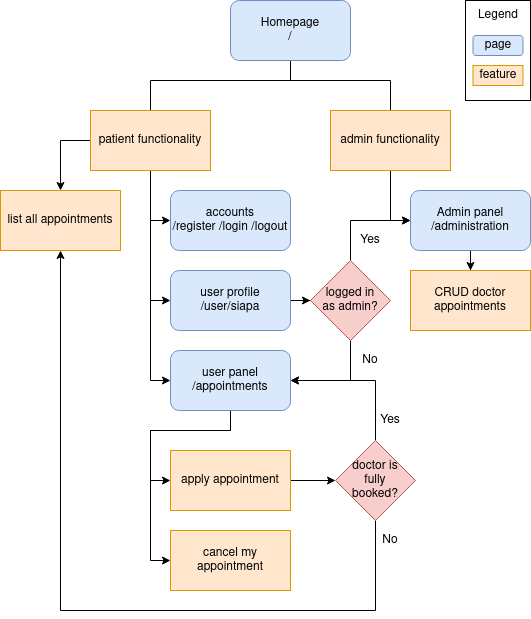 Homepage
/
Legend
page
feature
patient functionality
admin functionality
list all appointments
accounts
/register /login /logout
Admin panel
/administration
Yes
user profile
/user/siapa
logged in
as admin?
CRUD doctor
appointments
No
user panel
/appointments
Yes
apply appointment
doctor is
fully
booked?
No
cancel my
appointment